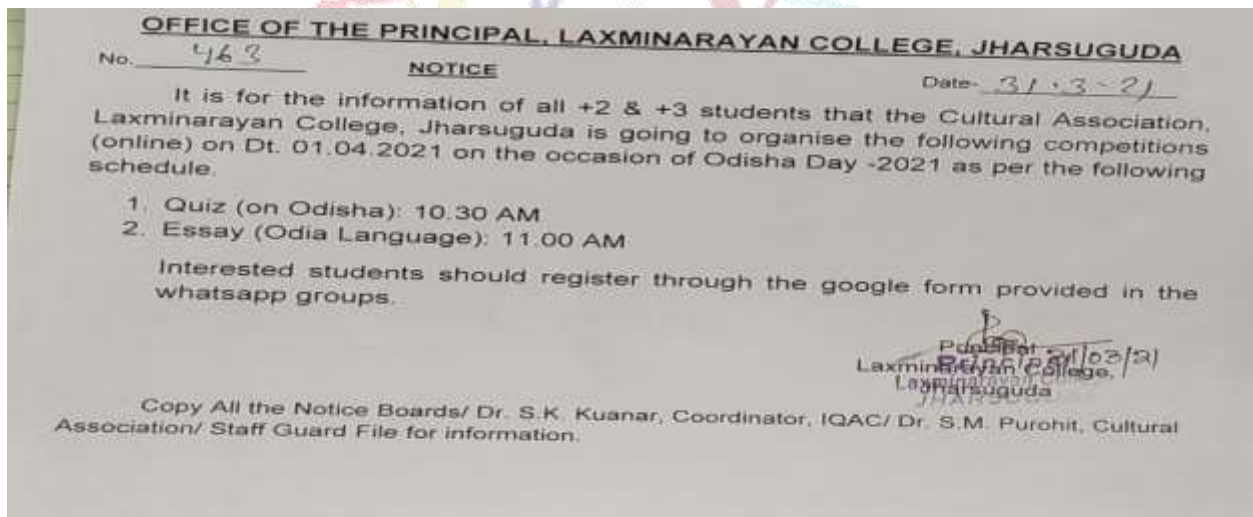 OFFICE OF THE PRINCIPAL, LAXMINARAYAN COLLEGE, JHARSUGUDA
No. 463
NOTICE
Date- 31.3-21
It is for the information of all +2 & +3 students that the Cultural Association,
Laxminarayan College, Jharsuguda is going to organise the following competitions
(online) on Dt. 01.04.2021 on the occasion of Odisha Day -2021 as per the following
schedule.
1. Quiz (on Odisha): 10.30 AM
2. Essay (Odia Language): 11.00 AM
Interested students should register through the google form provided in the
whatsapp groups.
Principal 31/03/21
Principal
Laxminarayan College,
Laxminarayan College
Jharsuguda
JHARSUGUDA
Copy All the Notice Boards/ Dr. S.K. Kuanar, Coordinator, IQAC/ Dr. S.M. Purohit, Cultural
Association/ Staff Guard File for information.